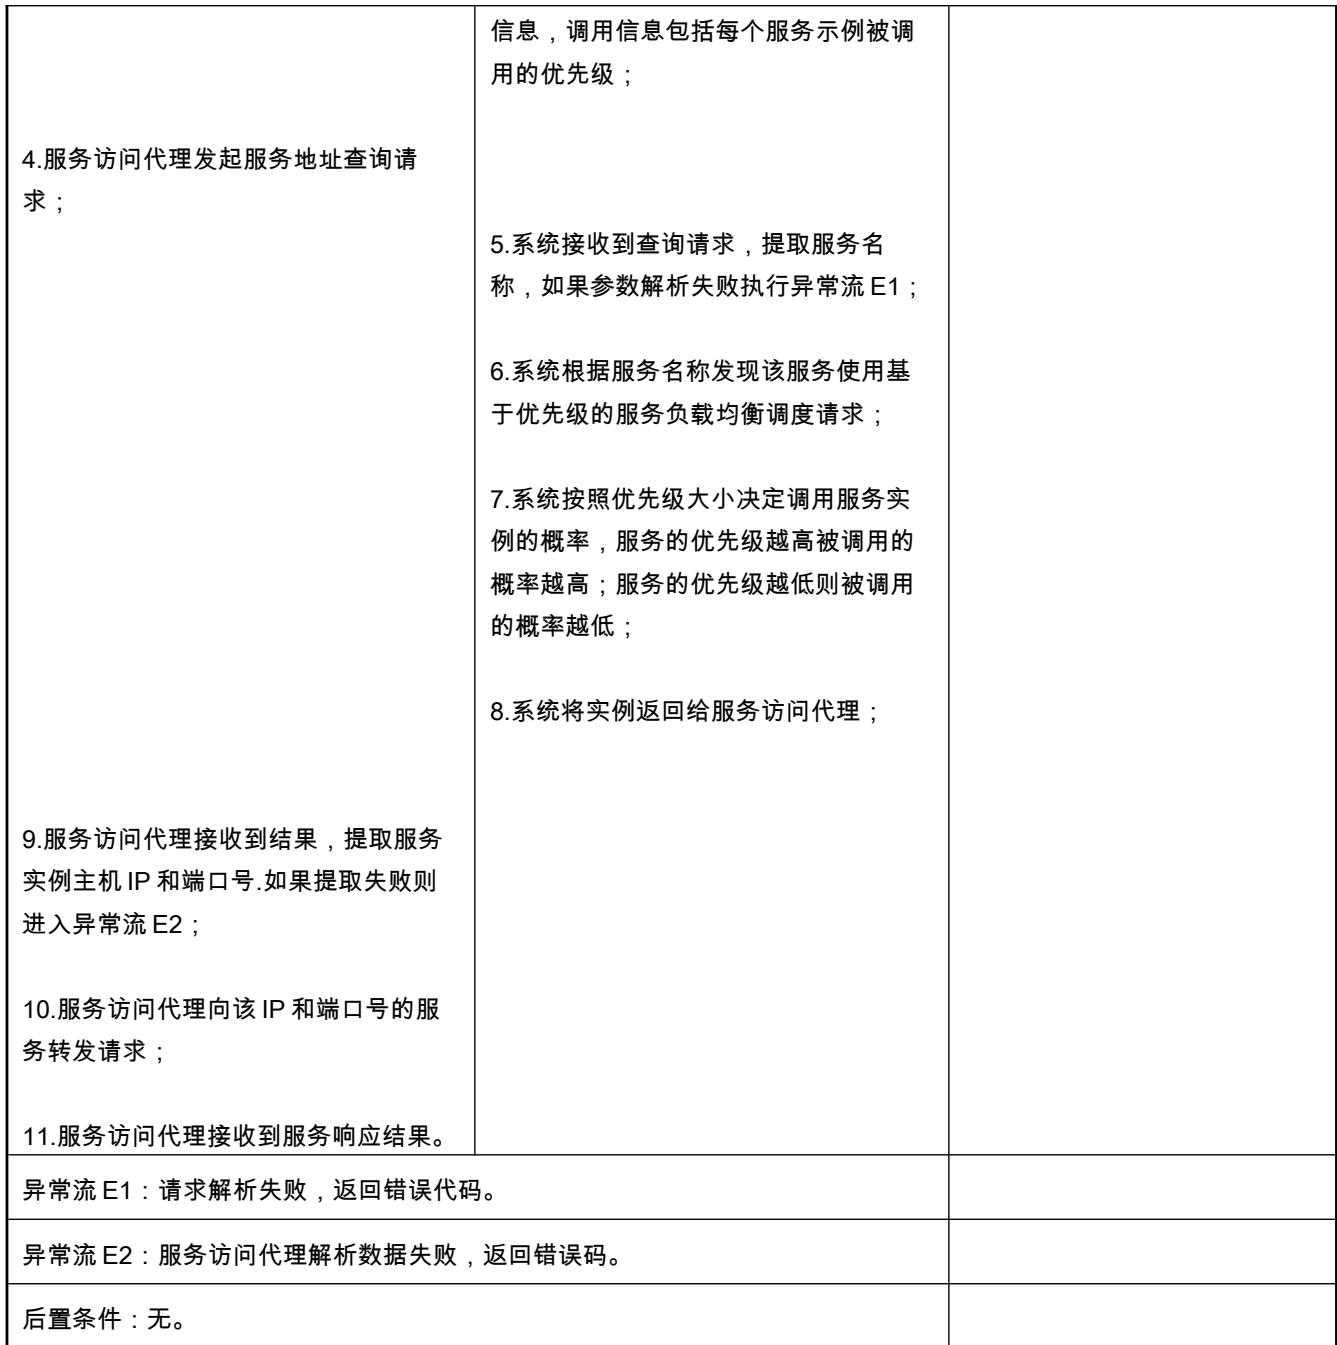 信息，调用信息包括每个服务示例被调
用的优先级；
4.服务访问代理发起服务地址查询请
求；
5.系统接收到查询请求，提取服务名
称，如果参数解析失败执行异常流 E1；
6.系统根据服务名称发现该服务使用基
于优先级的服务负载均衡调度请求；
7.系统按照优先级大小决定调用服务实
例的概率，服务的优先级越高被调用的
概率越高；服务的优先级越低则被调用
的概率越低；
8.系统将实例返回给服务访问代理；
9.服务访问代理接收到结果，提取服务
实例主机 IP 和端口号.如果提取失败则
进入异常流 E2；
10.服务访问代理向该 IP 和端口号的服
务转发请求；
11.服务访问代理接收到服务响应结果。
异常流 E1：请求解析失败，返回错误代码。
异常流 E2：服务访问代理解析数据失败，返回错误码。
后置条件：无。